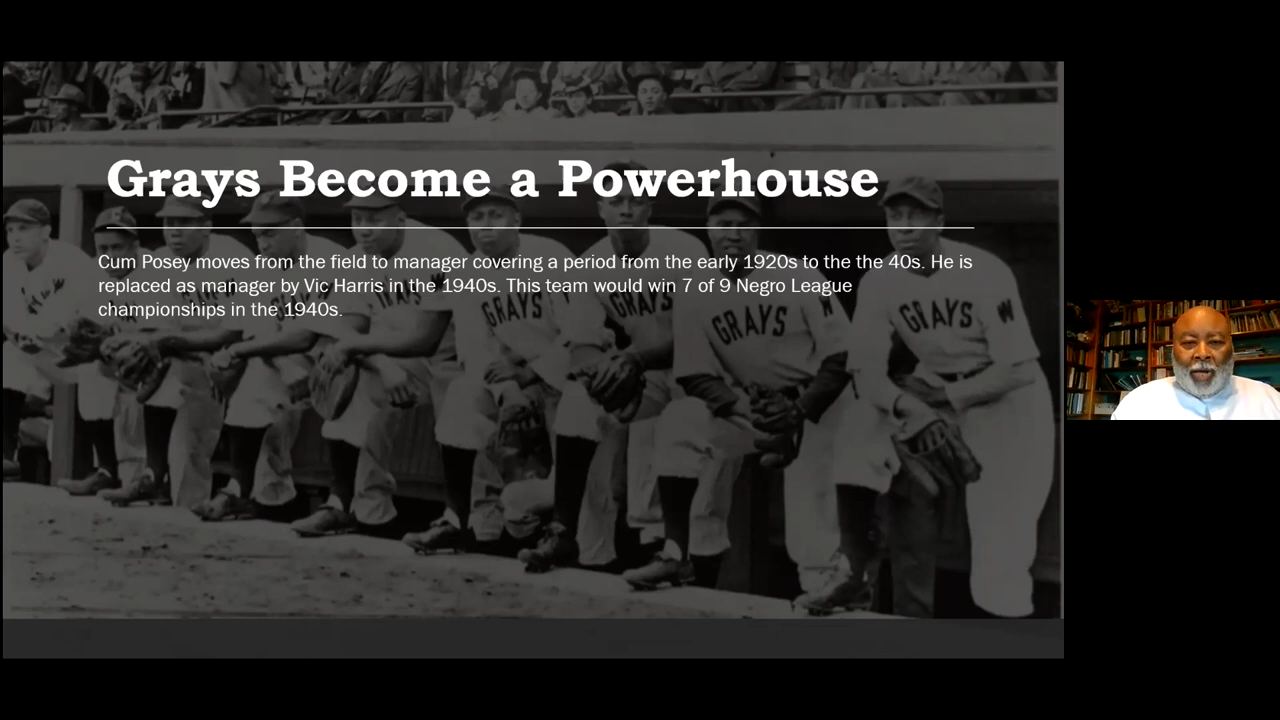 Grays Become a Powerhouse
Cum Posey moves from the field to manager covering a period from the early 1920s to the the 40s. He is
replaced as manager by Vic Harris in the 1940s. This team would win 7 of 9 Negro League
championships in the 1940s.
GRAYS
GRAYS
GRAYS
GRAYS
W
W